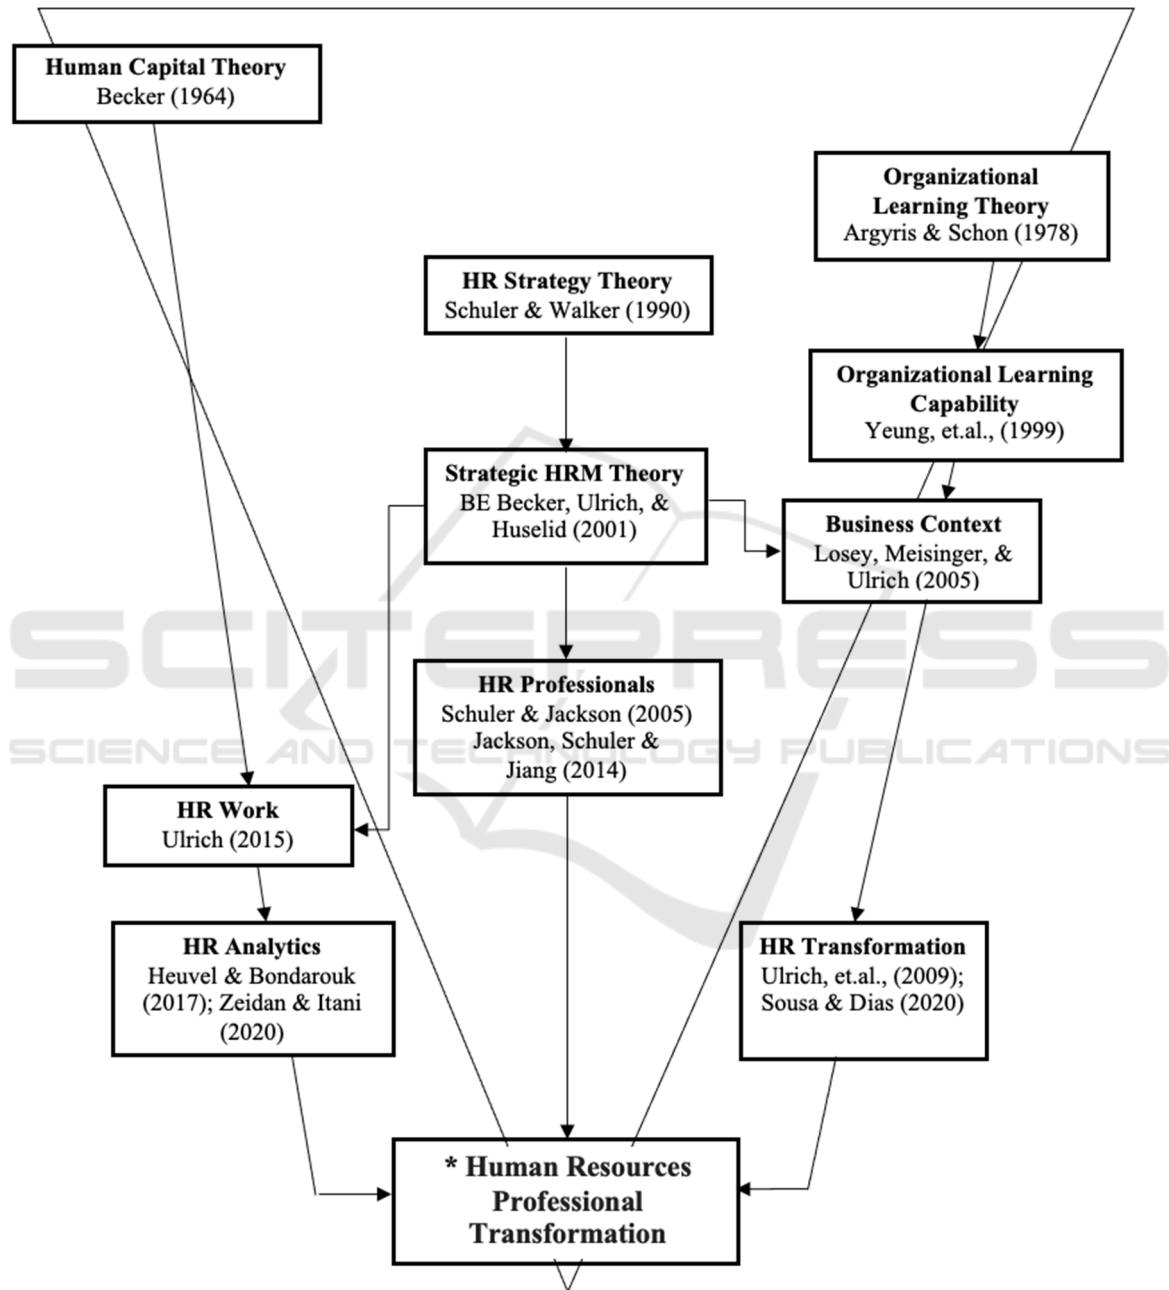 Human Capital Theory
Becker (1964)
Organizational
Learning Theory
Argyris & Schon (1978)
HR Strategy Theory
Schuler & Walker (1990)
Organizational Learning
Capability
Yeung, et.al., (1999)
Strategic HRM Theory
BE Becker, Ulrich, &
Huselid (2001)
Business Context
Losey, Meisinger, &
Ulrich (2005)
SCITEPRESS
SCIENCE AND TECHNOLOGY PUBLICATIONS
HR Professionals
Schuler & Jackson (2005)
Jackson, Schuler &
Jiang (2014)
HR Work
Ulrich (2015)
HR Analytics
Heuvel & Bondarouk
(2017); Zeidan & Itani
(2020)
HR Transformation
Ulrich, et.al., (2009);
Sousa & Dias (2020)
* Human Resources
Professional
Transformation